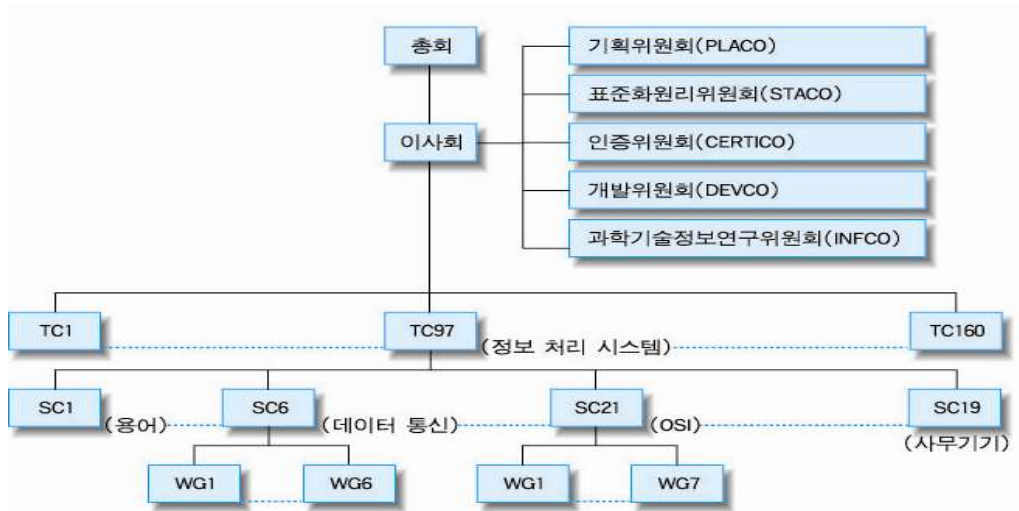 총회
기획위원회(PLACO)
표준화원리위원회(STACO)
이사회
인증위원회(CERTICO)
개발위원회(DEVCO)
과학기술정보연구위원회(INFCO)
TC1
TC97
(정보 처리 시스템)
TC160
SC1
(용어)
SC6
(데이터 통신)
SC21
(OSI)
SC19
(사무기기)
WG1
WG6
WG1
WG7